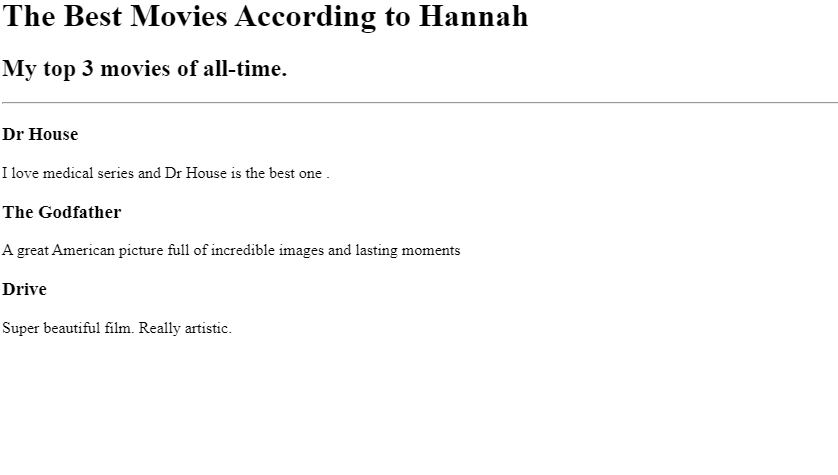 The Best Movies According to Hannah
My top 3 movies of all-time.
Dr House
I love medical series and Dr House is the best one .
The Godfather
A great American picture full of incredible images and lasting moments
Drive
Super beautiful film. Really artistic.